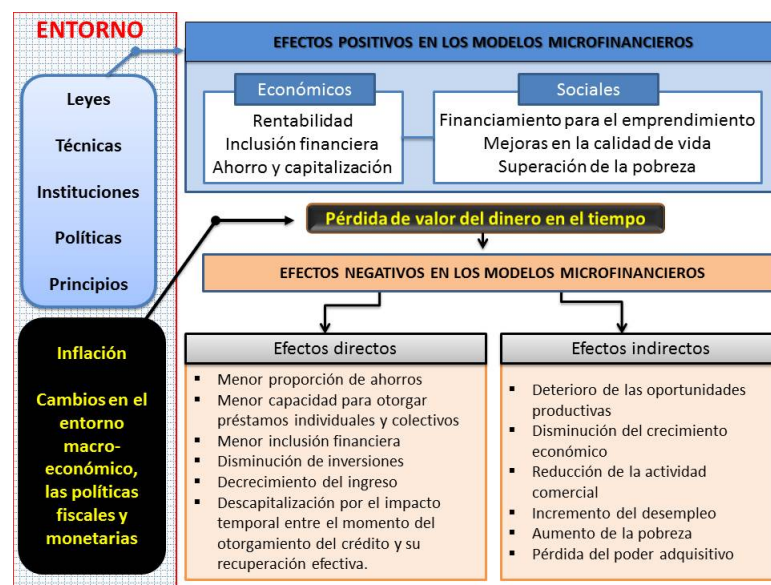 ENTORNO
Leyes
Técnicas
Instituciones
Políticas
Principios
Inflación
Cambios en el
entorno
macro-
económico,
las políticas
fiscales y
monetarias
EFECTOS POSITIVOS EN LOS MODELOS MICROFINANCIEROS
Económicos
Rentabilidad
Inclusión financiera
Ahorro y capitalización
Sociales
Financiamiento para el emprendimiento
Mejoras en la calidad de vida
Superación de la pobreza
Pérdida de valor del dinero en el tiempo
EFECTOS NEGATIVOS EN LOS MODELOS MICROFINANCIEROS
Efectos directos
▪ Menor proporción de ahorros
▪ Menor capacidad para otorgar
préstamos individuales y colectivos
▪ Menor inclusión financiera
▪ Disminución de inversiones
▪ Decrecimiento del ingreso
▪ Descapitalización por el impacto
temporal entre el momento del
otorgamiento del crédito y su
recuperación efectiva.
Efectos indirectos
▪ Deterioro de las oportunidades
productivas
▪ Disminución del crecimiento
económico
▪ Reducción de la actividad
comercial
▪ Incremento del desempleo
▪ Aumento de la pobreza
▪ Pérdida del poder adquisitivo